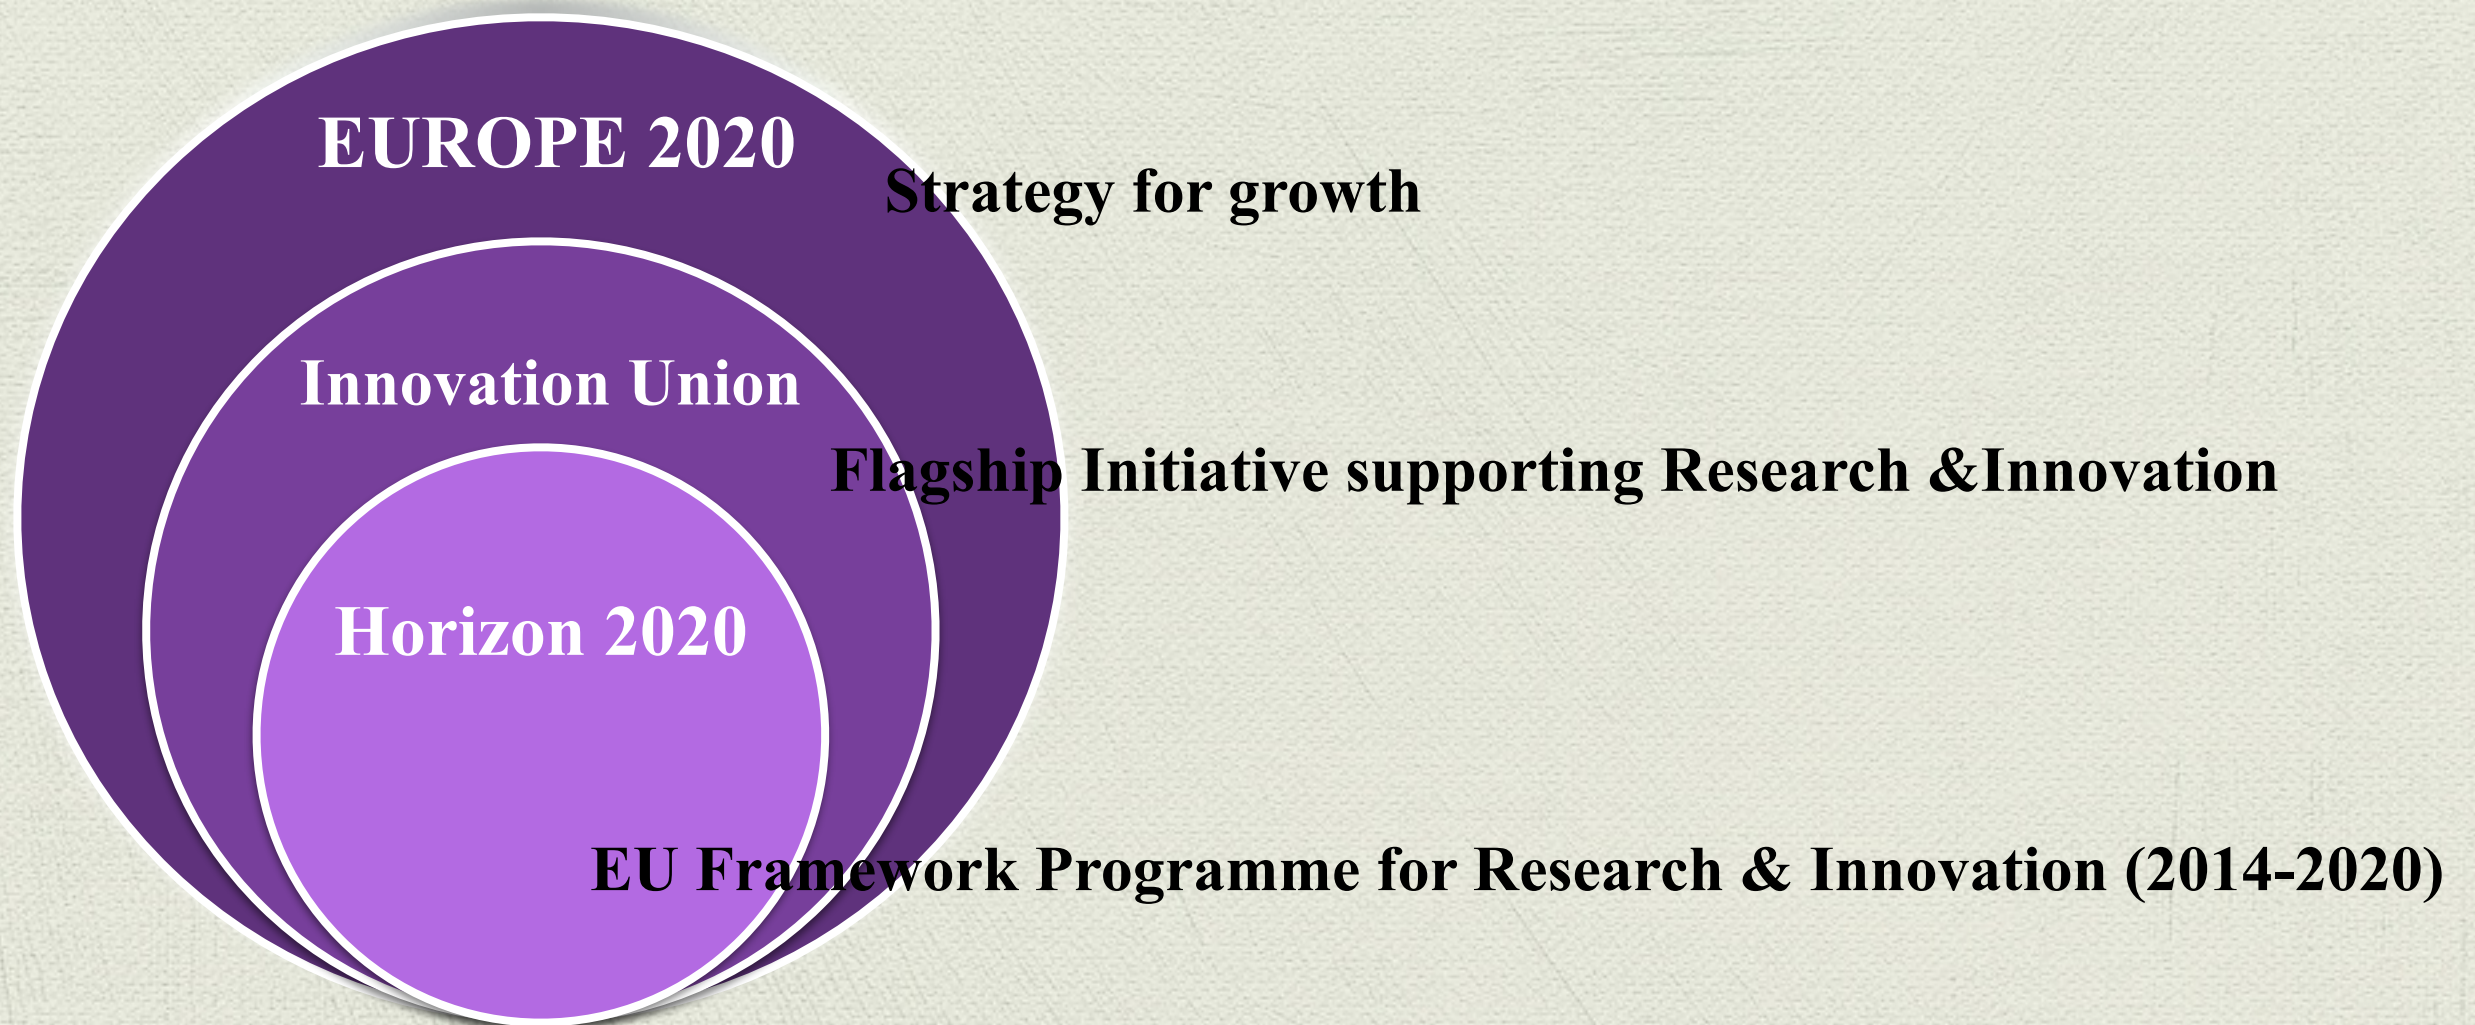 EUROPE 2020
Strategy for growth
Innovation Union
Flagship Initiative supporting Research &Innovation
Horizon 2020
EU Framework Programme for Research & Innovation (2014-2020)